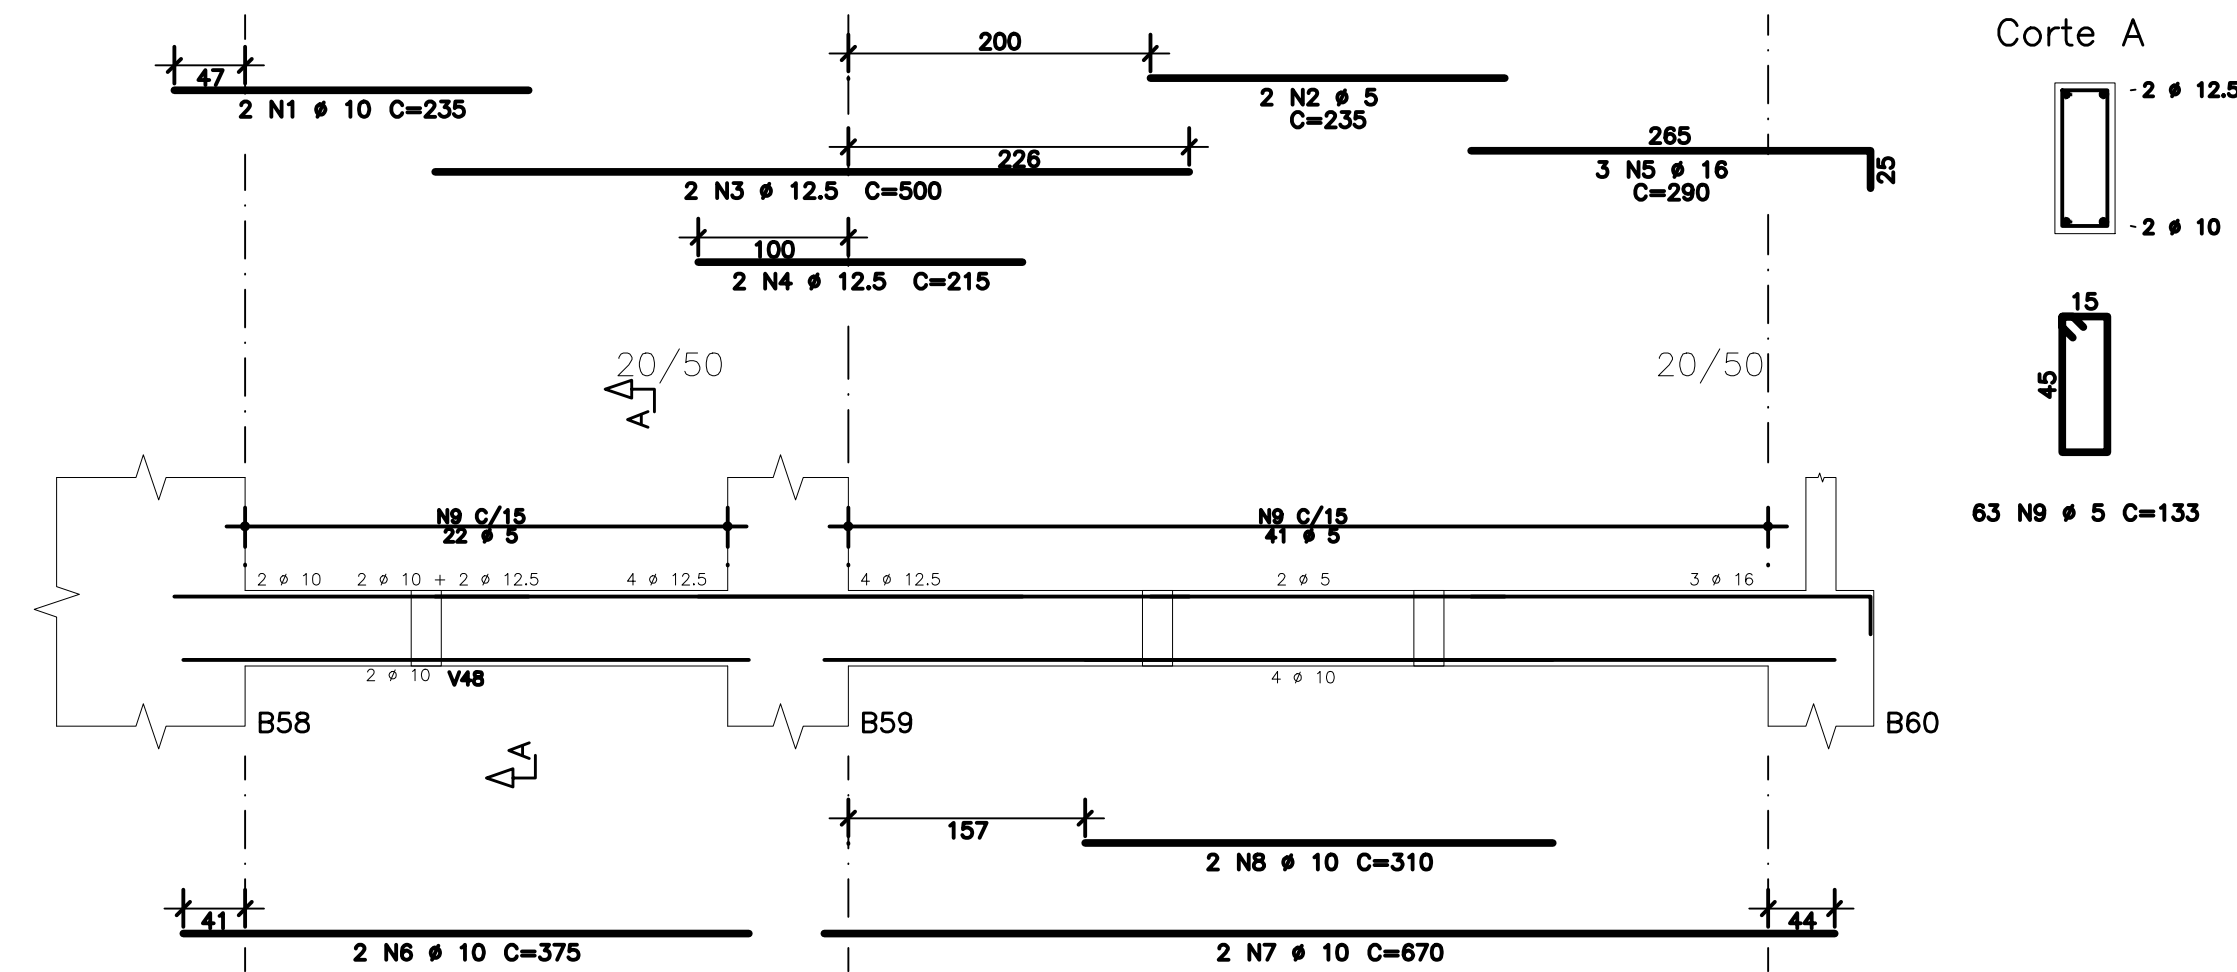 Corte A
200
47
2 N1 ø 10 C=235
2 N2 ø 5
C=235
2 ø 12.5
265
226
2 N3 ø 12.5 C=500
3 N5 ø 16
C=290
25
100
2 N4 ø 12.5 C=215
2 ø 10
15
45
20/50
20/50
A
N9 C/15
22 ø 5
N9 C/15
41 ø 5
63 N9 ø 5 C=133
2 ø 10
2 ø 10 + 2 ø 12.5
4 ø 12.5
4 ø 12.5
2 ø 5
3 ø 16
2 ø 10
V48
4 ø 10
B58
B59
B60
A
157
2 N8 ø 10 C=310
41
44
2 N6 ø 10 C=375
2 N7 ø 10 C=670